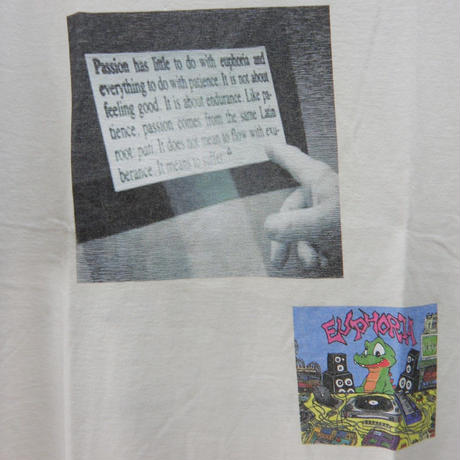 Passion has little to do with euphoria and
everything to do with patience. It is not about
feeling good. It is about endurance. Like pa-
tience, passion comes from the same Latin
root: pati. It does not mean to flow with exu-
berance. It means to suffer."
EUPHORIA